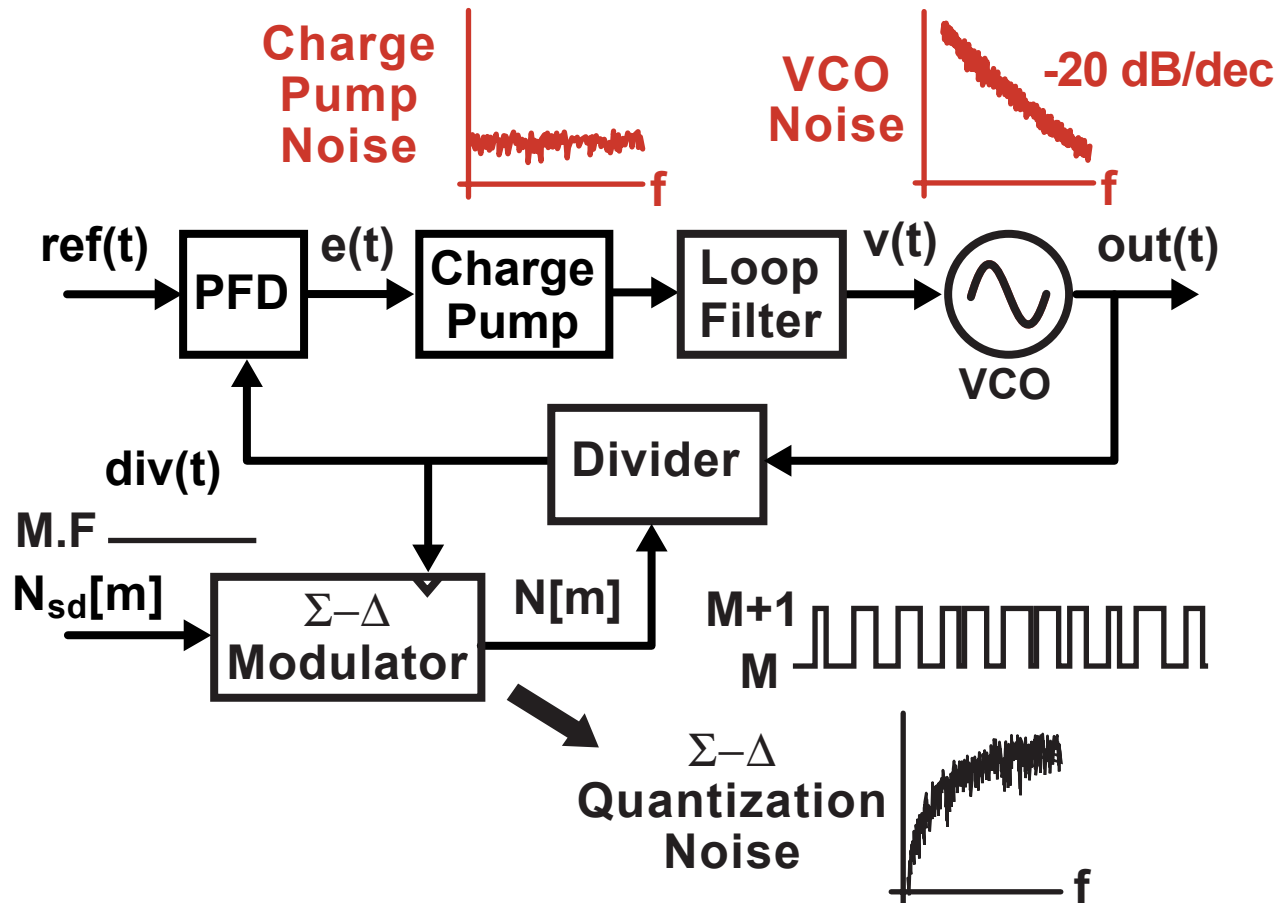 Charge
Pump
Noise
f
VCO
Noise
-20 dB/dec
f
ref(t)
PFD
e(t)
Charge
Pump
Loop
Filter
v(t)
VCO
out(t)
Divider
div(t)
M.F
Nsd[m]
Σ−Δ
Modulator
N[m]
M+1
M
Σ−Δ
Quantization
Noise
f